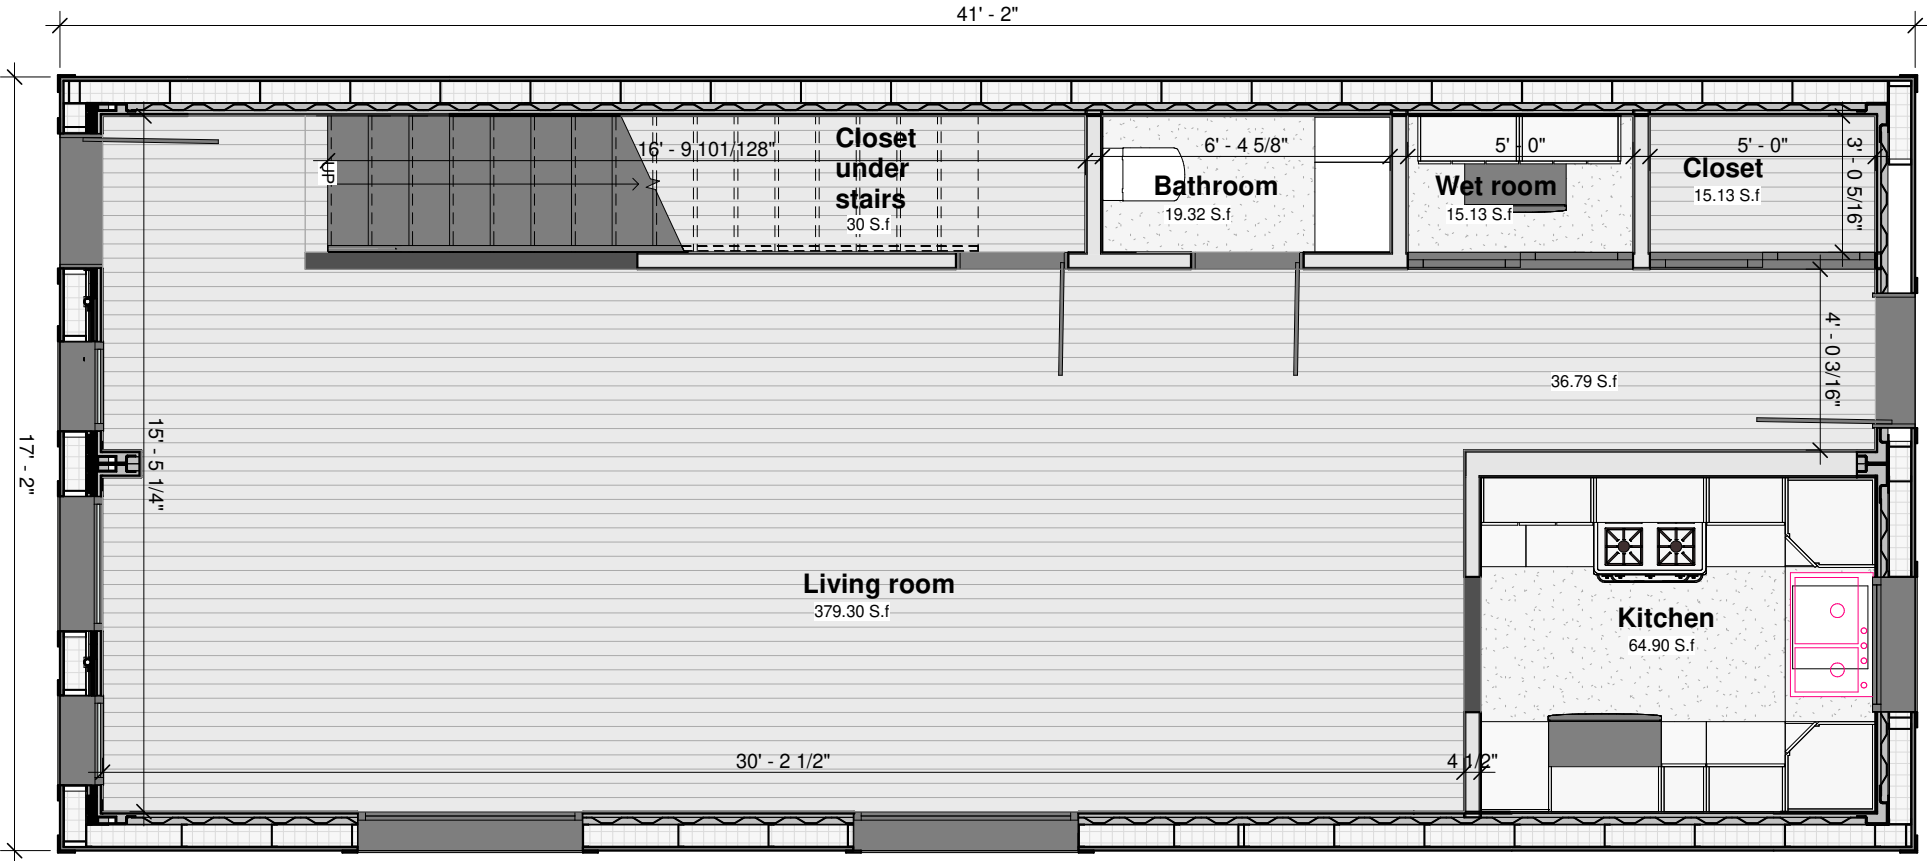 41' - 2"
16' - 9 101/128"
Closet
under
stairs
30 S.f
UP
6' - 4 5/8"
Bathroom
19.32 S.f
5' - 0"
Wet room
15.13 S.f
5' - 0"
Closet
15.13 S.f
3' - 0 5/16"
4' - 0 3/16"
36.79 S.f
17' - 2"
15' - 5 1/4"
Living room
379.30 S.f
Kitchen
64.90 S.f
30' - 2 1/2"
4 1/2"